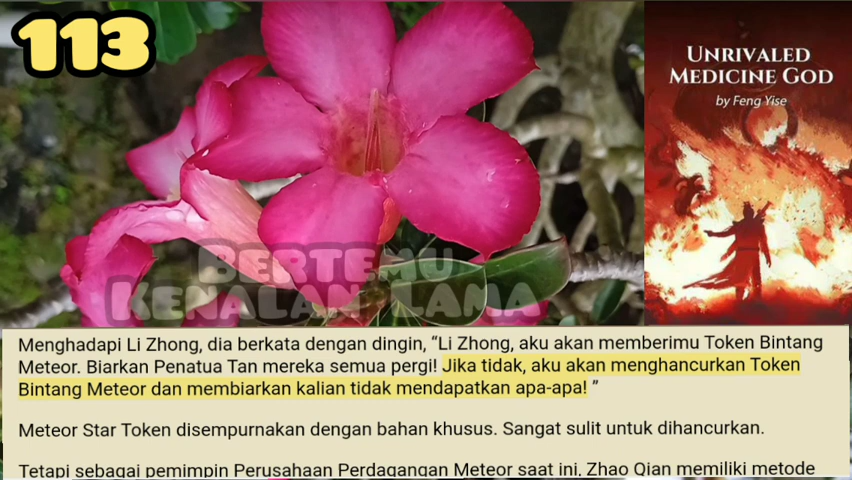 113
UNRIVALED
MEDICINE GOD
by Feng Yise
BERTEMU
KENALAN LAMA
Menghadapi Li Zhong, dia berkata dengan dingin, “Li Zhong, aku akan memberimu Token Bintang
Meteor. Biarkan Penatua Tan mereka semua pergi! Jika tidak, aku akan menghancurkan Token
Bintang Meteor dan membiarkan kalian tidak mendapatkan apa-apa! ”
Meteor Star Token disempurnakan dengan bahan khusus. Sangat sulit untuk dihancurkan.
Tetapi sebagai pemimpin Perusahaan Perdagangan Meteor saat ini, Zhao Qian memiliki metode